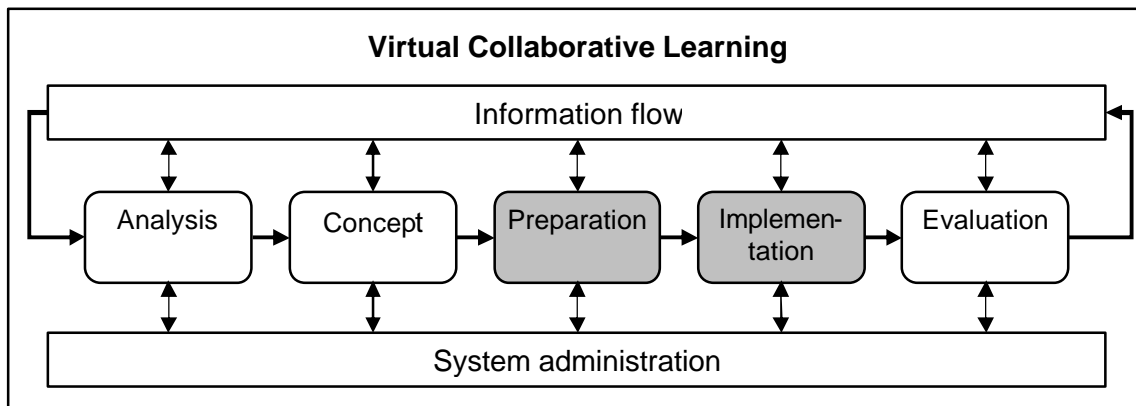 Virtual Collaborative Learning
Information flow
Analysis
Concept
Preparation
Implemen-
tation
Evaluation
System administration